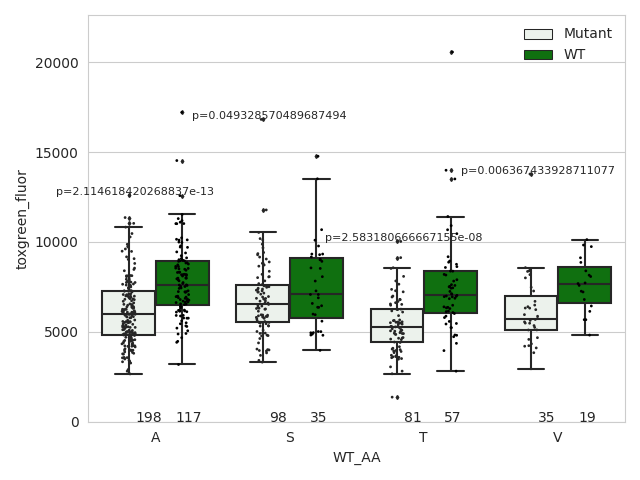 Mutant
WT
20000
15000
10000
5000
0
toxgreen_fluor
p=2.114618420268837e-13
p=0.049328570489687494
p=2.583180666667155e-08
p=0.006367433928711077
198 117 98 35 81 57 35 19
A S T V
WT_AA